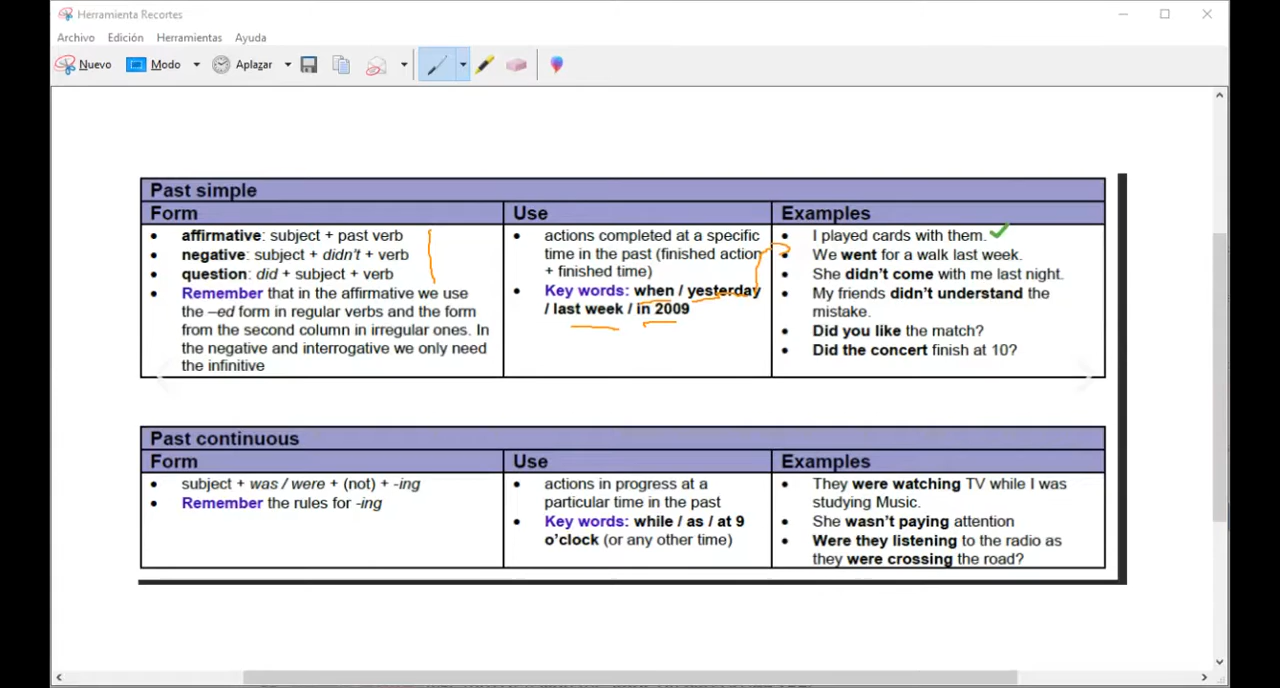 Herramienta Recortes
Archivo Edición Herramientas Ayuda
Nuevo Modo Aplazar
Past simple
Form Use Examples
• affirmative: subject + past verb
• negative: subject + didn't + verb
• question: did + subject + verb
• Remember that in the affirmative we use
the –ed form in regular verbs and the form
from the second column in irregular ones. In
the negative and interrogative we only need
the infinitive
• actions completed at a specific
time in the past (finished action
+ finished time)
• Key words: when / yesterday
/ last week / in 2009
• I played cards with them.
• We went for a walk last week.
• She didn't come with me last night.
• My friends didn't understand the
mistake.
• Did you like the match?
• Did the concert finish at 10?
Past continuous
Form Use Examples
• subject + was / were + (not) + -ing
• Remember the rules for -ing
• actions in progress at a
particular time in the past
• Key words: while / as / at 9
o'clock (or any other time)
• They were watching TV while I was
studying Music.
• She wasn't paying attention
• Were they listening to the radio as
they were crossing the road?